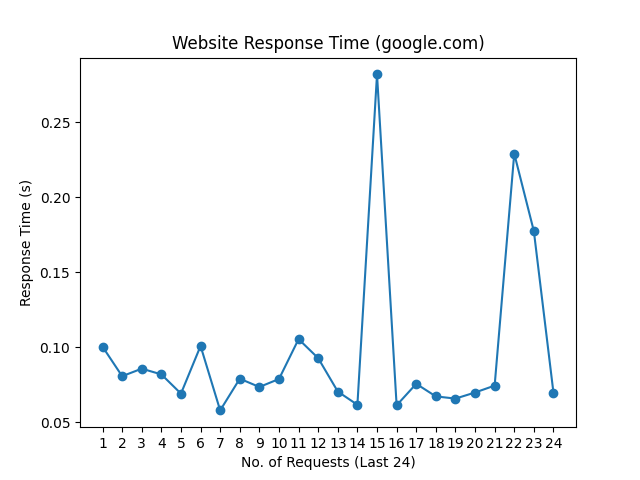 Website Response Time (google.com)
Response Time (s)
0.25
0.20
0.15
0.10
0.05
1 2 3 4 5 6 7 8 9 10 11 12 13 14 15 16 17 18 19 20 21 22 23 24
No. of Requests (Last 24)